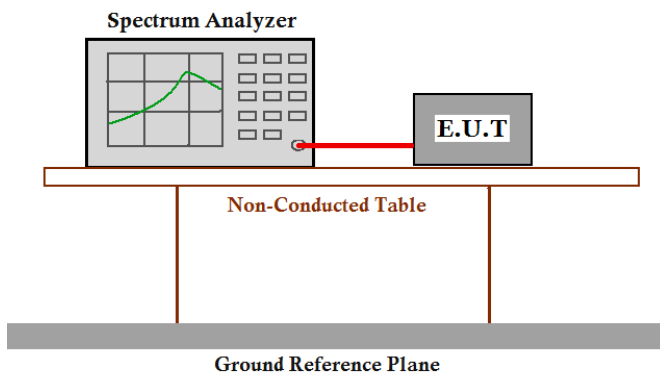 Spectrum Analyzer
E.U.T
Non-Conducted Table
Ground Reference Plane